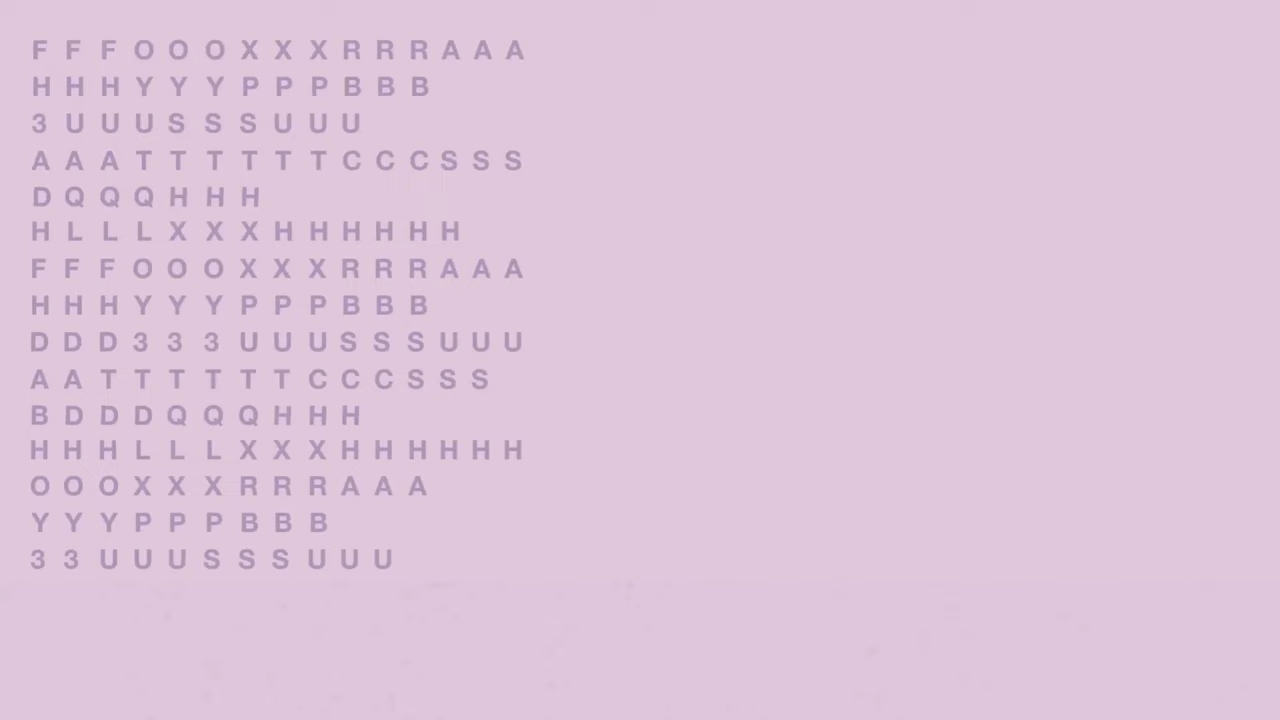 F F F O O O X X X R R R A A A
H H H Y Y Y P P P B B B
3 U U U S S S U U U
A A A T T T T T T C C C S S S
D Q Q Q H H H
H L L L X X X H H H H H H
F F F O O O X X X R R R A A A
H H H Y Y Y P P P B B B
D D D 3 3 3 U U U S S S U U U
A A T T T T T T C C C S S S
B D D D Q Q Q H H H
H H H L L L X X X H H H H H H
O O O X X X R R R A A A
Y Y Y P P P B B B
3 3 U U U S S S U U U